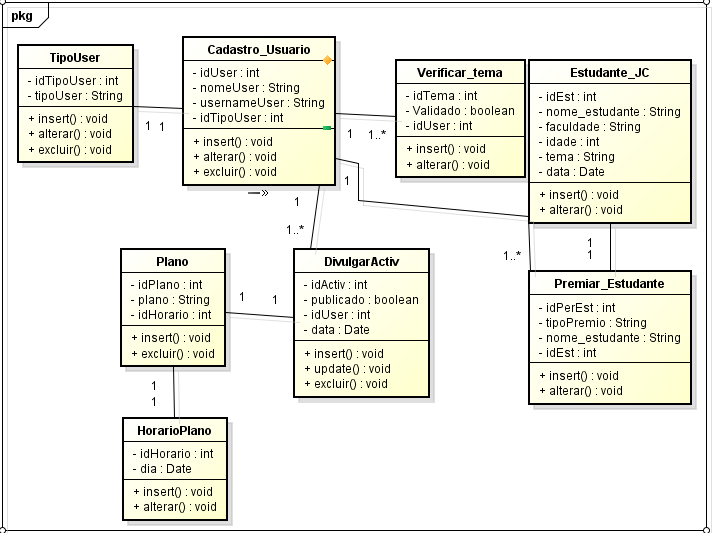 pkg
TipoUser
- idTipoUser : int
- tipoUser : String
+ insert() : void
+ alterar() : void
+ excluir() : void
Cadastro_Usuario
- idUser : int
- nomeUser : String
- usernameUser : String
- idTipoUser : int
+ insert() : void
+ alterar() : void
+ excluir() : void
Verificar_tema
- idTema : int
- Validado : boolean
- idUser : int
+ insert() : void
+ alterar() : void
Estudante_JC
- idEst : int
- nome_estudante : String
- faculdade : String
- idade : int
- tema : String
- data : Date
+ insert() : void
+ alterar() : void
1 1
1 1..*
1
1..*
1
1..*
1
1
Plano
- idPlano : int
- plano : String
- idHorario : int
+ insert() : void
+ excluir() : void
1 1
DivulgarActiv
- idActiv : int
- publicado : boolean
- idUser : int
- data : Date
+ insert() : void
+ update() : void
+ excluir() : void
Premiar_Estudante
- idPerEst : int
- tipoPremio : String
- nome_estudante : String
- idEst : int
+ insert() : void
+ alterar() : void
1
1
HorarioPlano
- idHorario : int
- dia : Date
+ insert() : void
+ alterar() : void